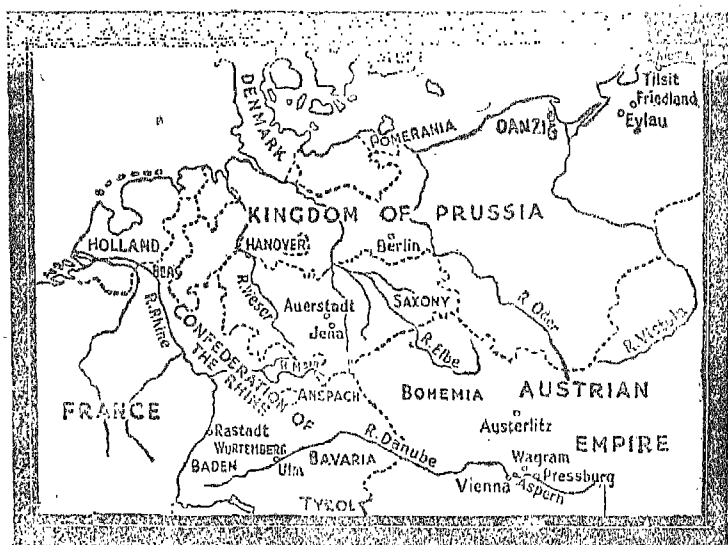 Tilsit
Friedland
Eylau
DENMARK
POMERANIA
DANZIG
KINGDOM OF PRUSSIA
HOLLAND
HANOVER
Berlin
BERG
R. Rhine
R. Weser
Auerstadt
Jena
SAXONY
R. Oder
R. Vistula
R. Elbe
CONFEDERATION OF
THE RHINE
R. Main
ANSPACH
BOHEMIA
AUSTRIAN
EMPIRE
FRANCE
Austerlitz
Rastadt
WURTEMBERG
BADEN
Ulm
BAVARIA
R. Danube
Wagram
Pressburg
Vienna
Aspern
TYROL